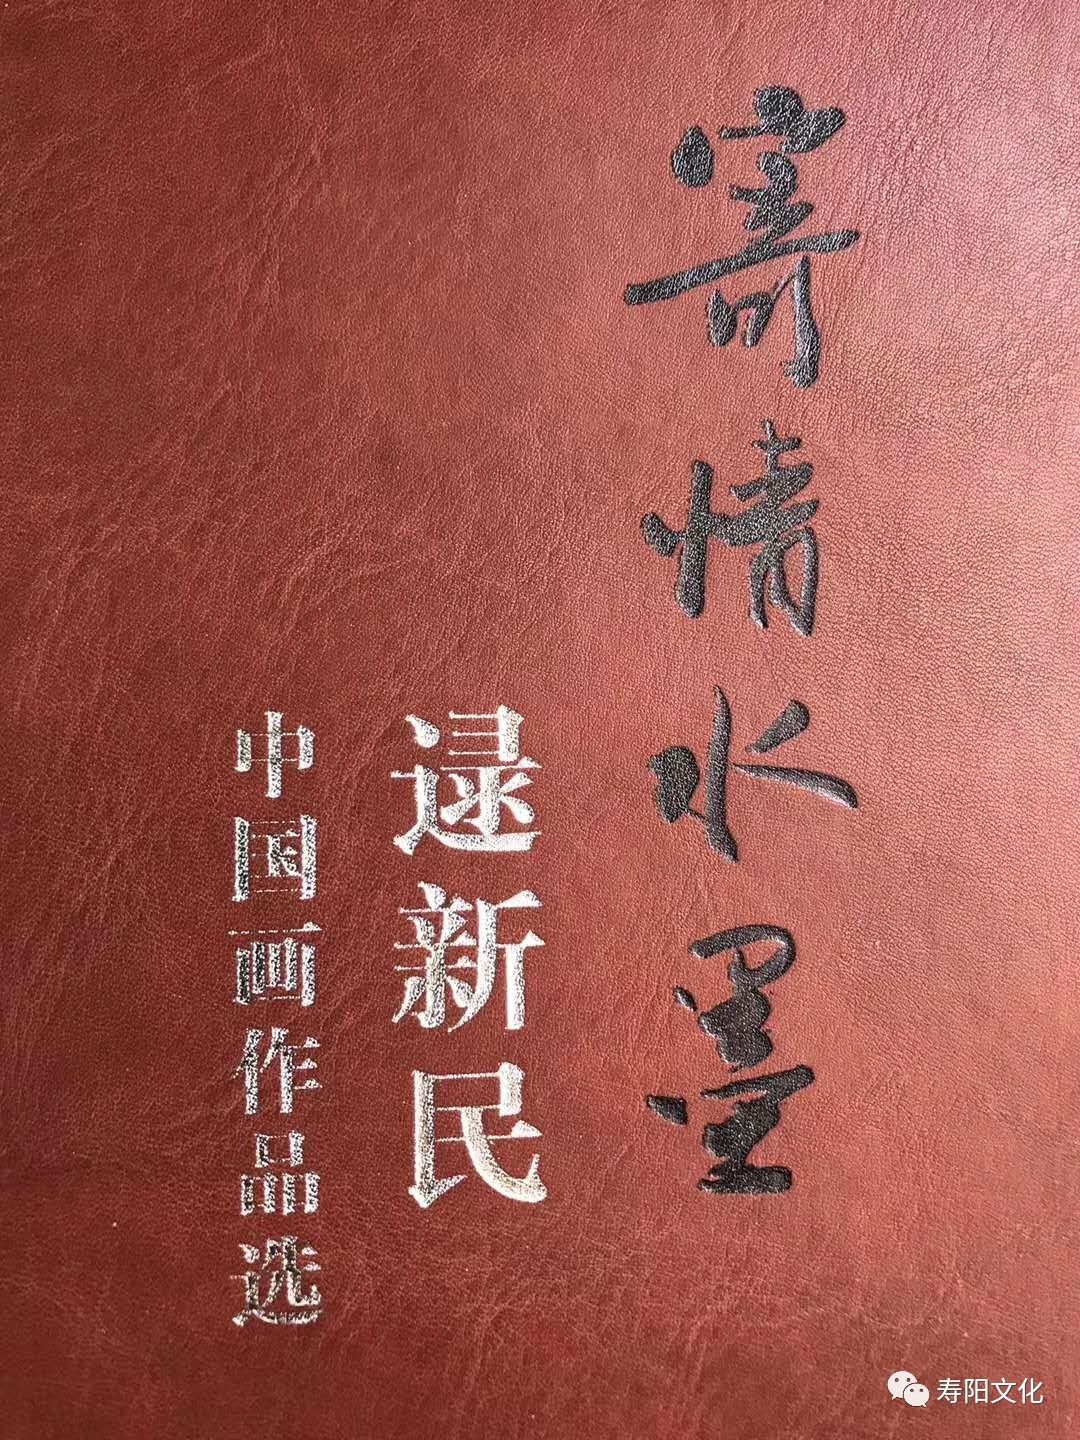 寄情水墨
逯新民
中国画作品选
寿阳文化